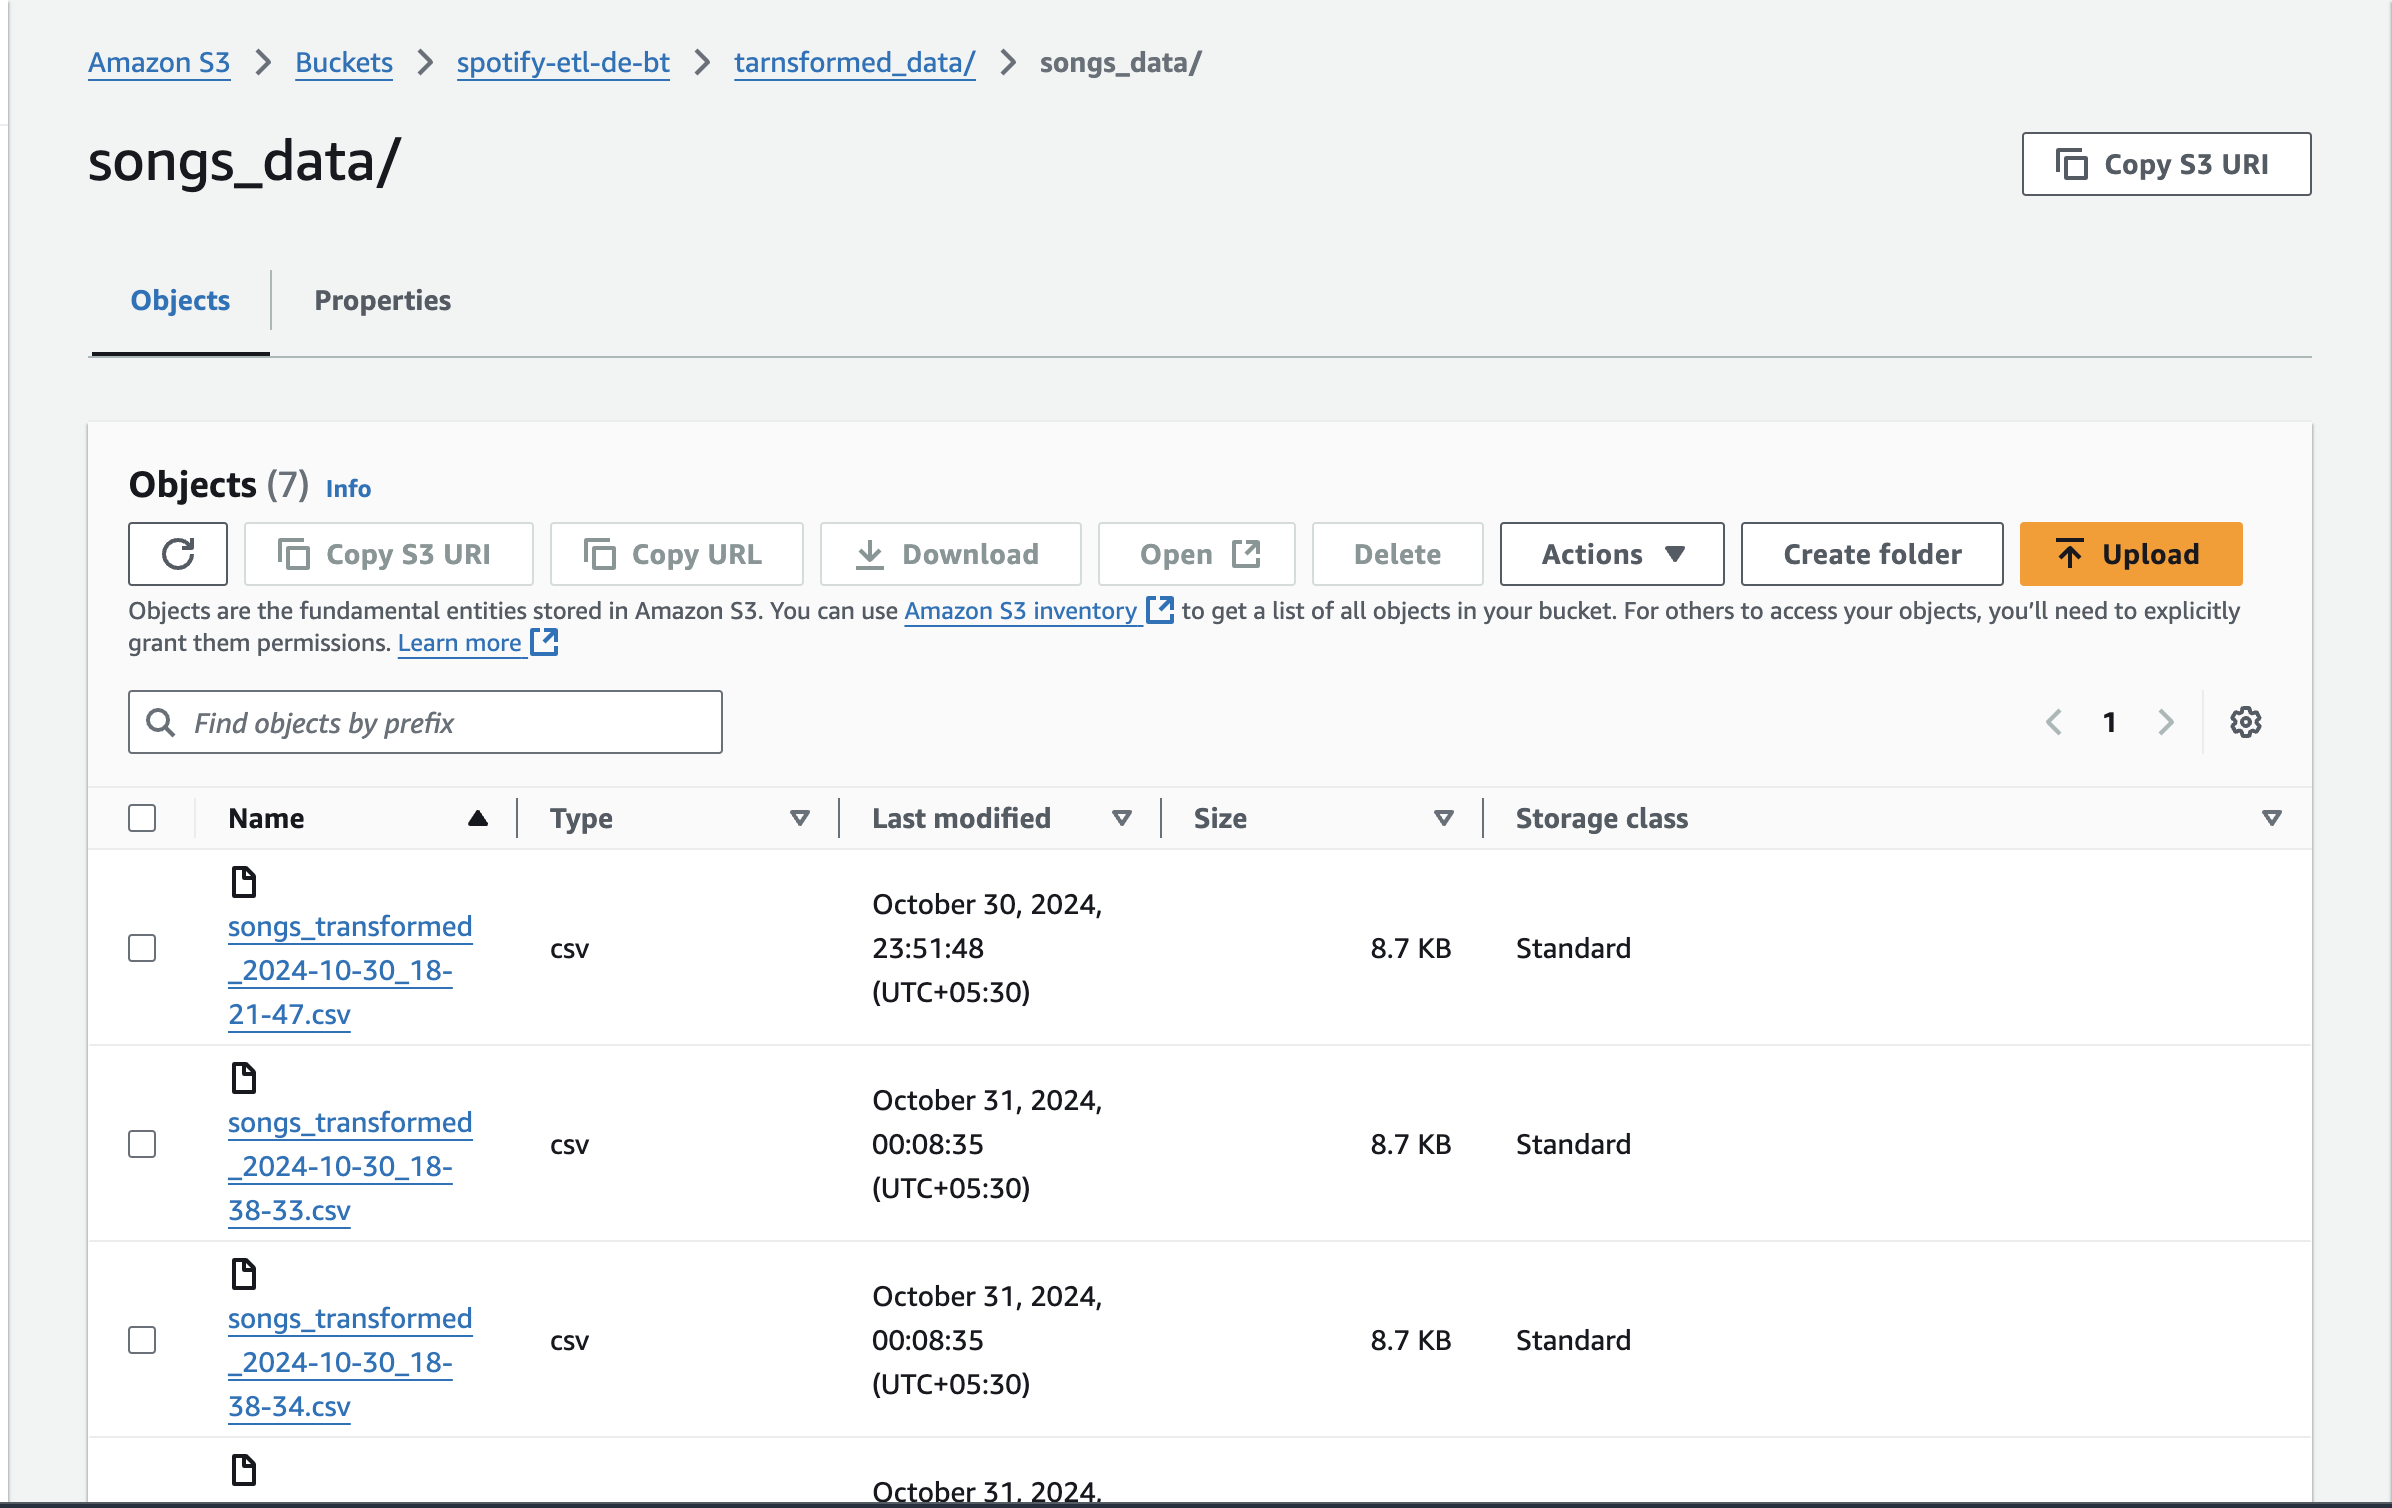 Amazon S3 > Buckets > spotify-etl-de-bt > tarnsformed_data/ > songs_data/
songs_data/
Copy S3 URI
Objects
Properties
Objects (7) Info
Copy S3 URI
Copy URL
Download
Open
Delete
Actions
Create folder
Upload
Objects are the fundamental entities stored in Amazon S3. You can use Amazon S3 inventory to get a list of all objects in your bucket. For others to access your objects, you’ll need to explicitly
grant them permissions. Learn more
Find objects by prefix
1
Name
Type
Last modified
Size
Storage class
songs_transformed
_2024-10-30_18-
21-47.csv
csv
October 30, 2024,
23:51:48
(UTC+05:30)
8.7 KB
Standard
songs_transformed
_2024-10-30_18-
38-33.csv
csv
October 31, 2024,
00:08:35
(UTC+05:30)
8.7 KB
Standard
songs_transformed
_2024-10-30_18-
38-34.csv
csv
October 31, 2024,
00:08:35
(UTC+05:30)
8.7 KB
Standard
October 31, 2024,